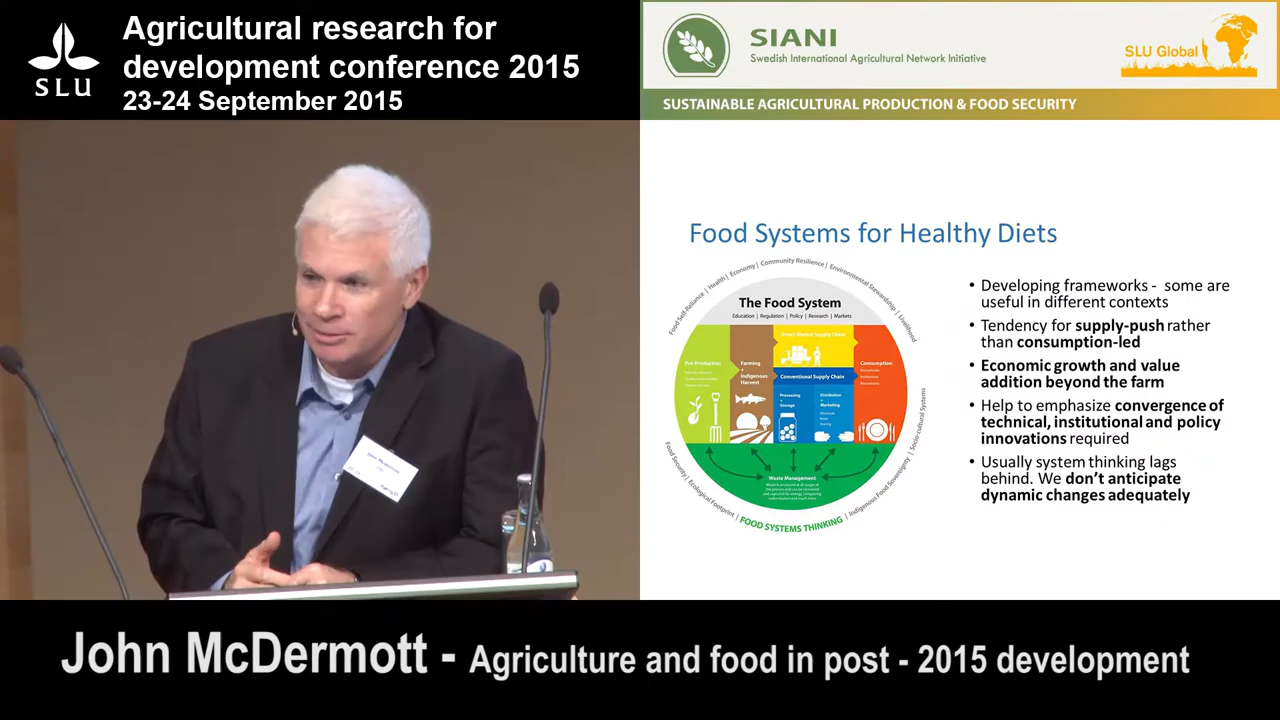 Agricultural research for
development conference 2015
23-24 September 2015
SLU
SIANI
Swedish International Agricultural Network Initiative
SLU Global
SUSTAINABLE AGRICULTURAL PRODUCTION & FOOD SECURITY
Food Systems for Healthy Diets
Food Self-Reliance | Health | Economy | Community Resilience | Environmental Stewardship | Livelihood
The Food System
Education | Regulation | Policy | Research | Markets
Direct Market Supply Chain
Pre-Production
Farming
+
Indigenous
Harvest
Conventional Supply Chain
Processing
+
Storage
Distribution
+
Marketing
Consumption
Waste Management
Food Security | Ecological Footprint |
FOOD SYSTEMS THINKING
| Indigenous Food Sovereignty | Socio-cultural Systems
• Developing frameworks - some are
useful in different contexts
• Tendency for supply-push rather
than consumption-led
• Economic growth and value
addition beyond the farm
• Help to emphasize convergence of
technical, institutional and policy
innovations required
• Usually system thinking lags
behind. We don’t anticipate
dynamic changes adequately
John McDermott
John McDermott - Agriculture and food in post - 2015 development